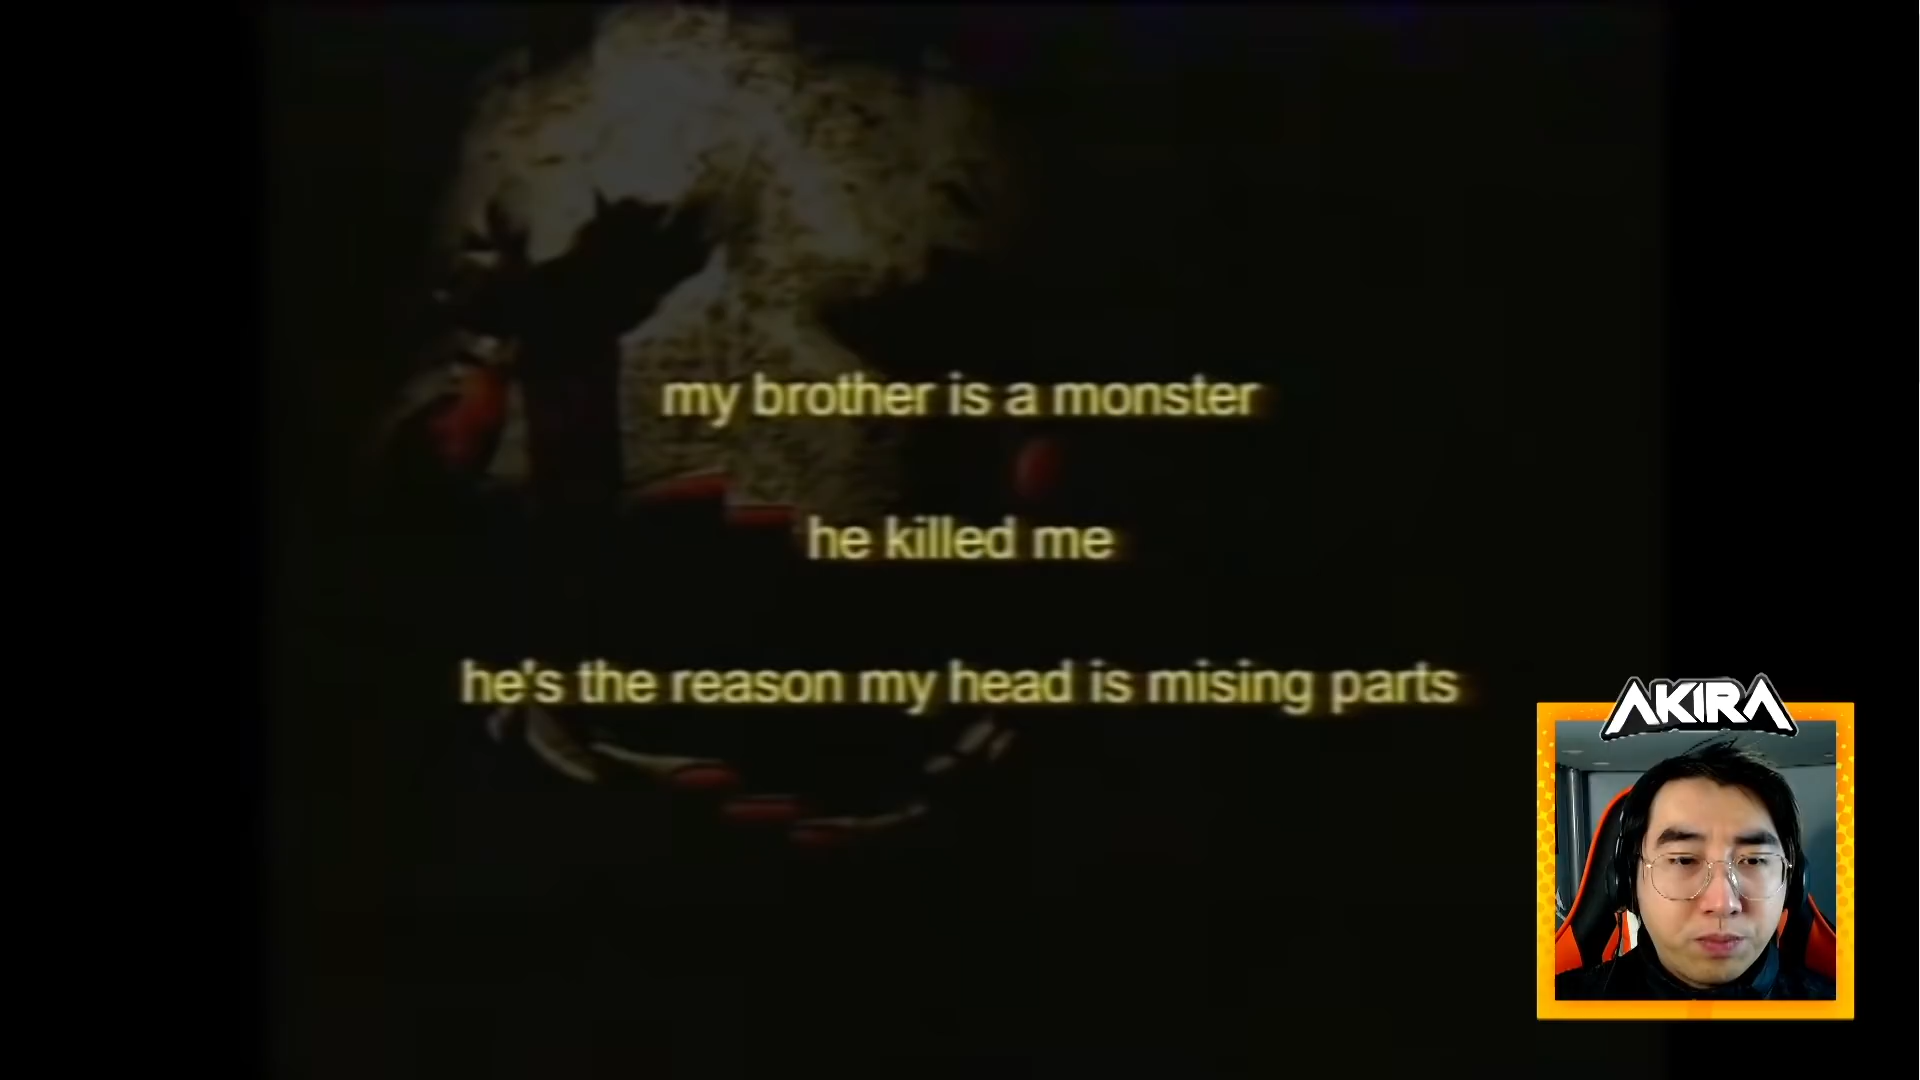 my brother is a monster
he killed me
he's the reason my head is mising parts
AKIRA